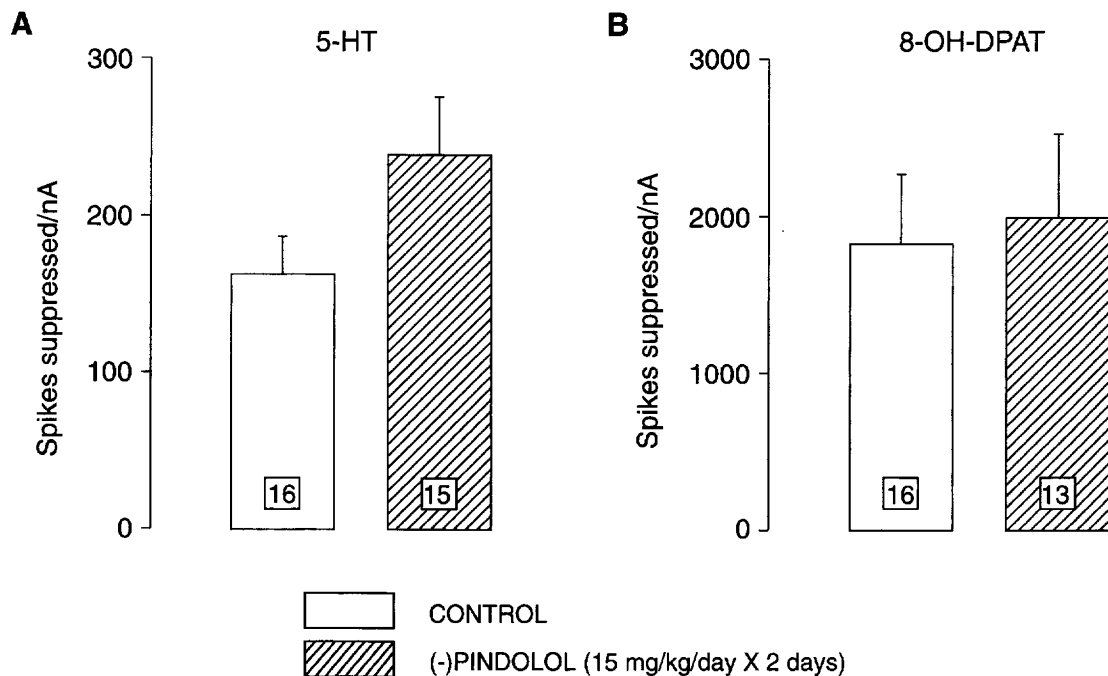 A
5-HT
Spikes suppressed/nA
300
200
100
0
16
15
B
8-OH-DPAT
Spikes suppressed/nA
3000
2000
1000
0
16
13
CONTROL
(-)PINDOLOL (15 mg/kg/day X 2 days)